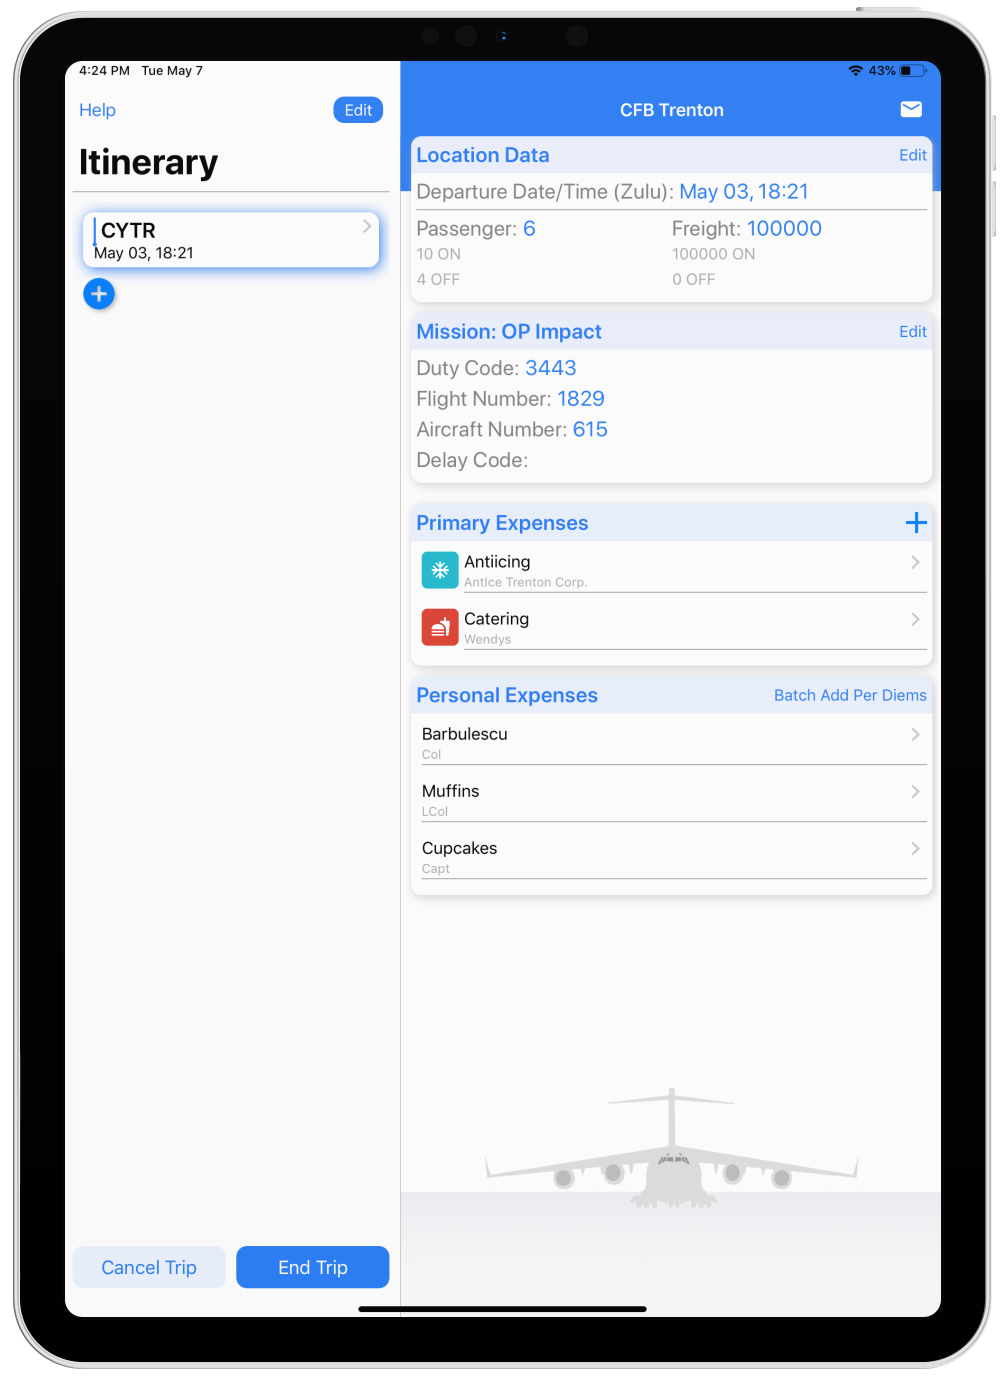 4:24 PM Tue May 7
43%
Help
Edit
Itinerary
CYTR
May 03, 18:21
Cancel Trip
End Trip
CFB Trenton
Location Data
Edit
Departure Date/Time (Zulu): May 03, 18:21
Passenger: 6
Freight: 100000
10 ON
100000 ON
4 OFF
0 OFF
Mission: OP Impact
Edit
Duty Code: 3443
Flight Number: 1829
Aircraft Number: 615
Delay Code:
Primary Expenses
Antiicing
AntIce Trenton Corp.
Catering
Wendys
Personal Expenses
Batch Add Per Diems
Barbulescu
Col
Muffins
LCol
Cupcakes
Capt